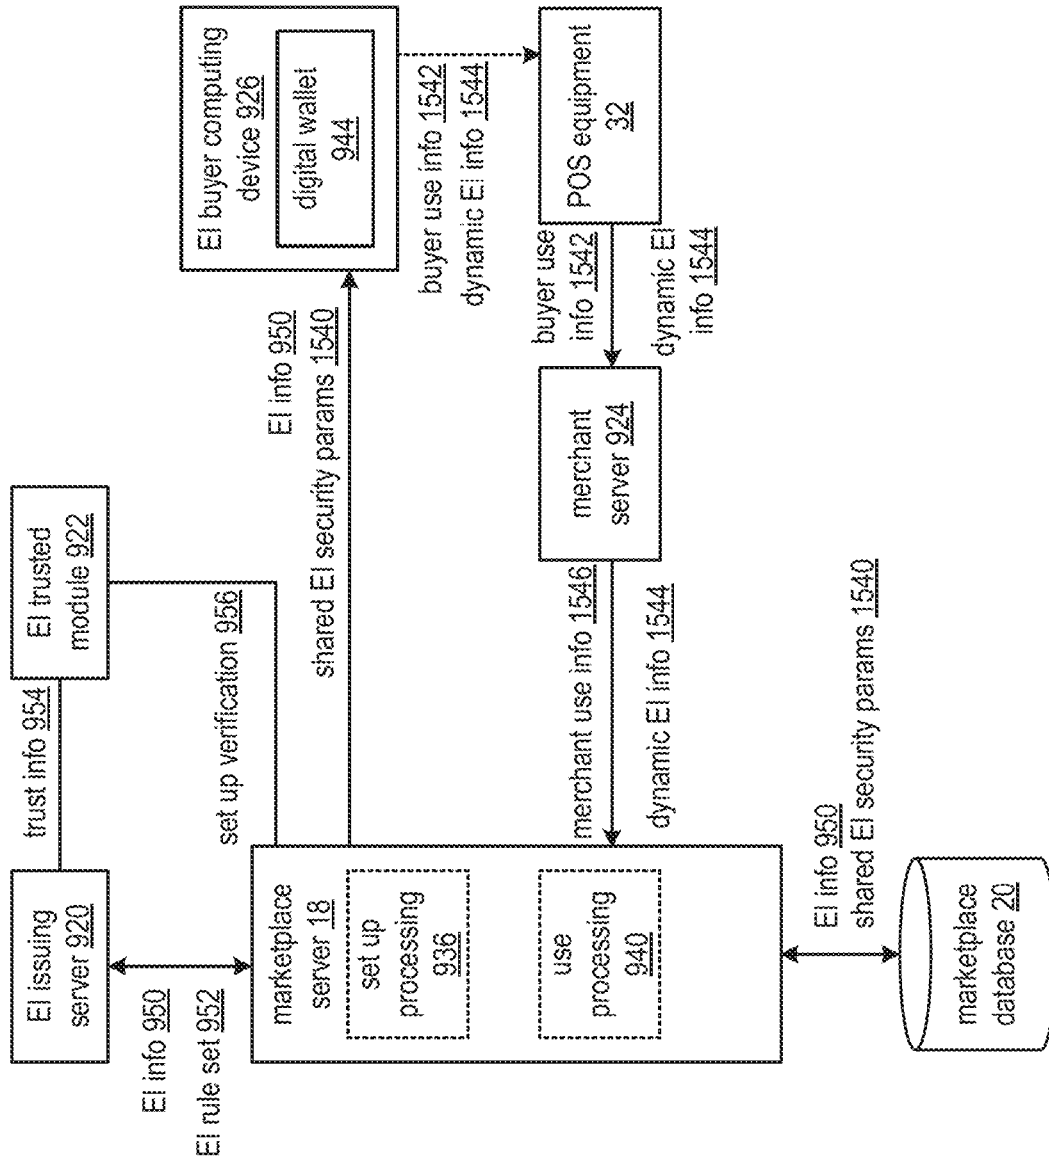 EI issuing
server 920
trust info 954
EI trusted
module 922
EI info 950
EI rule set 952
set up verification 956
marketplace
server 18
set up
processing
936
use
processing
940
EI info 950
shared EI security params 1540
EI buyer computing
device 926
digital wallet
944
buyer use info 1542
dynamic EI info 1544
POS equipment
32
buyer use
info 1542
dynamic EI
info 1544
merchant
server 924
merchant use info 1546
dynamic EI info 1544
EI info 950
shared EI security params 1540
marketplace
database 20